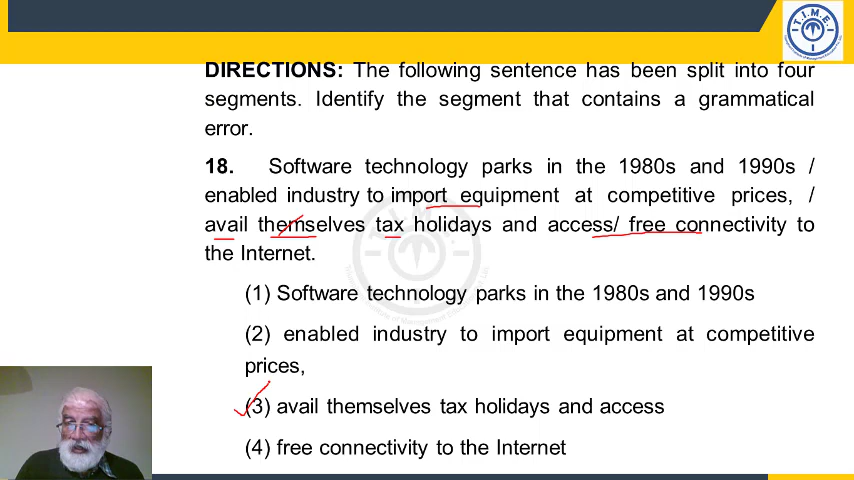 T.I.M.E.
DIRECTIONS: The following sentence has been split into four
segments. Identify the segment that contains a grammatical
error.
18. Software technology parks in the 1980s and 1990s /
enabled industry to import equipment at competitive prices, /
avail themselves tax holidays and access/ free connectivity to
the Internet.
(1) Software technology parks in the 1980s and 1990s
(2) enabled industry to import equipment at competitive
prices,
(3) avail themselves tax holidays and access
(4) free connectivity to the Internet